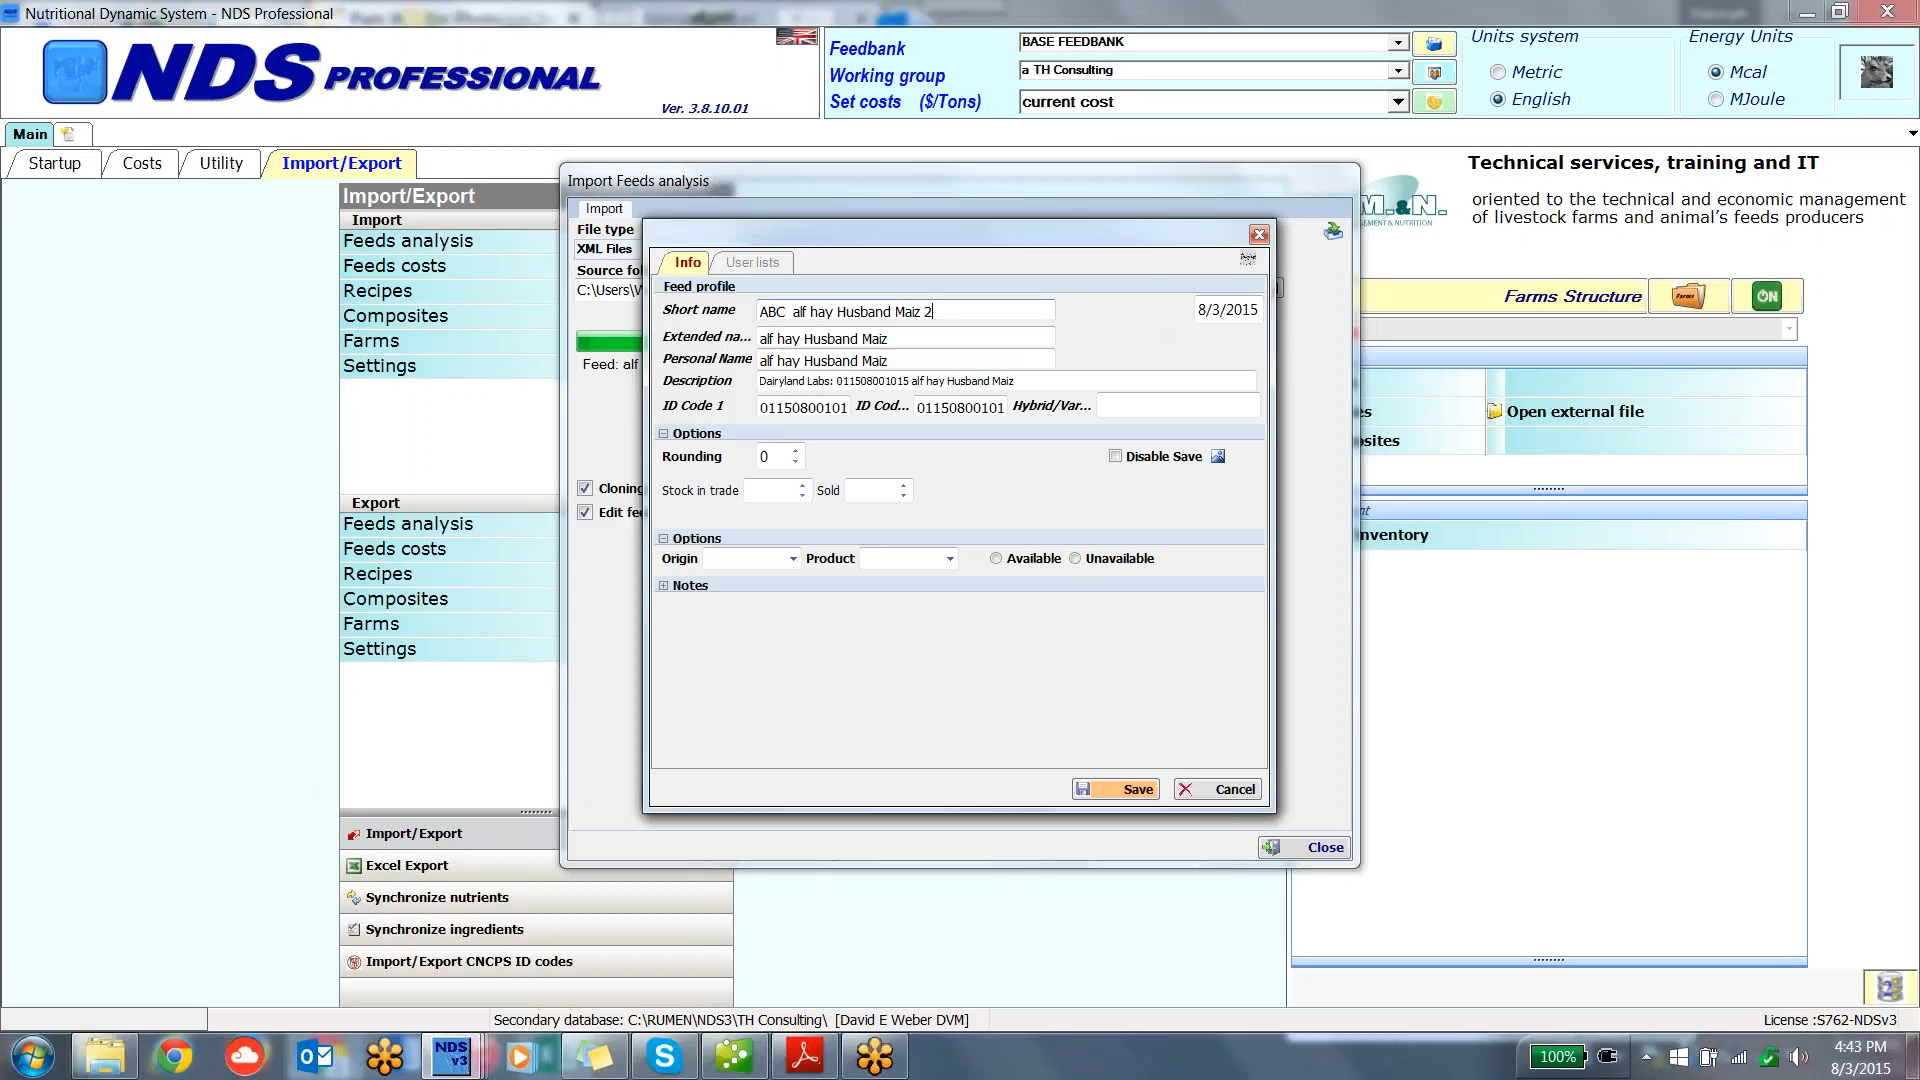 Nutritional Dynamic System - NDS Professional
NDS PROFESSIONAL
Ver. 3.8.10.01
Feedbank
BASE FEEDBANK
Working group
a TH Consulting
Set costs ($/Tons)
current cost
Units system
Metric
English
Energy Units
Mcal
MJoule
Main
Startup
Costs
Utility
Import/Export
Technical services, training and IT
oriented to the technical and economic management
of livestock farms and animal's feeds producers
Import/Export
Import
Feeds analysis
Feeds costs
Recipes
Composites
Farms
Settings
Export
Feeds analysis
Feeds costs
Recipes
Composites
Farms
Settings
Import/Export
Excel Export
Synchronize nutrients
Synchronize ingredients
Import/Export CNCPS ID codes
Import Feeds analysis
Import
File type
XML Files
Source fo
C:\Users\W
Feed: alf
Cloning
Edit fee
Info
User lists
Feed profile
Short name
ABC  alf hay Husband Maiz 2
8/3/2015
Extended na...
alf hay Husband Maiz
Personal Name
alf hay Husband Maiz
Description
Dairyland Labs: 011508001015 alf hay Husband Maiz
ID Code 1
01150800101
ID Cod...
01150800101
Hybrid/Var...
Options
Rounding
0
Disable Save
Stock in trade
Sold
Options
Origin
Product
Available
Unavailable
Notes
Save
Cancel
Close
M.&N.
Farms Structure
Farms
ON
Open external file
osites
nventory
Secondary database: C:\RUMEN\NDS3\TH Consulting\ [David E Weber DVM]
License :S762-NDSv3
NDS
v3
100%
4:43 PM
8/3/2015